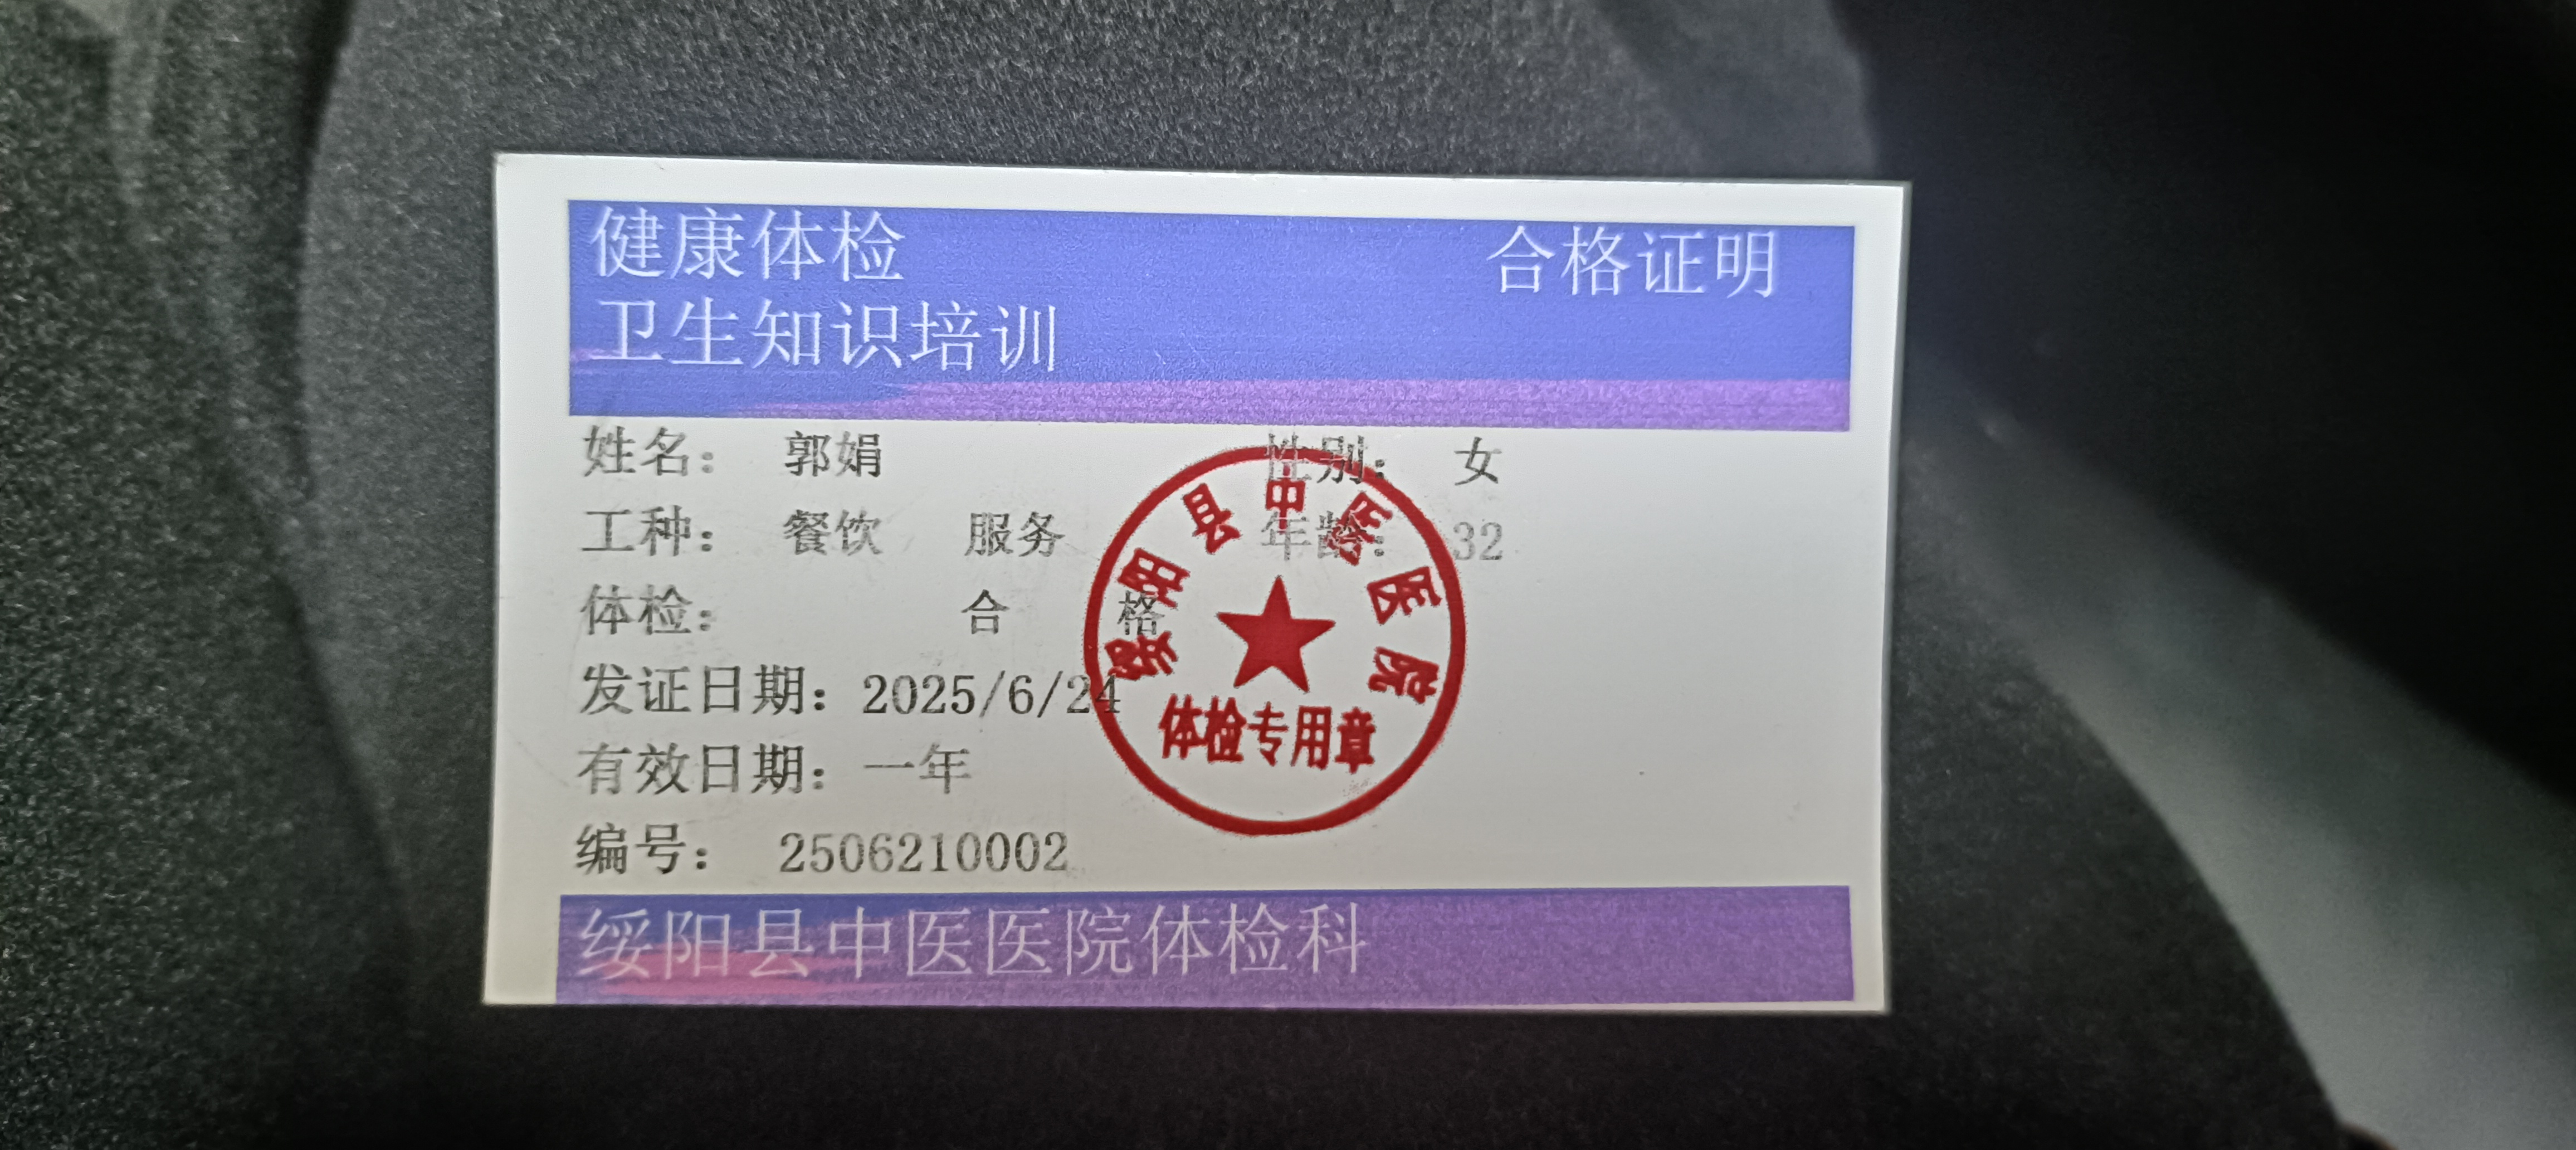 健康体检 合格证明
卫生知识培训
姓名： 郭娟 性别： 女
工种： 餐饮 服务 年龄： 32
体检： 合 格
发证日期：2025/6/24
有效日期：一年
编号： 2506210002
绥阳县中医医院
体检专用章
绥阳县中医医院体检科